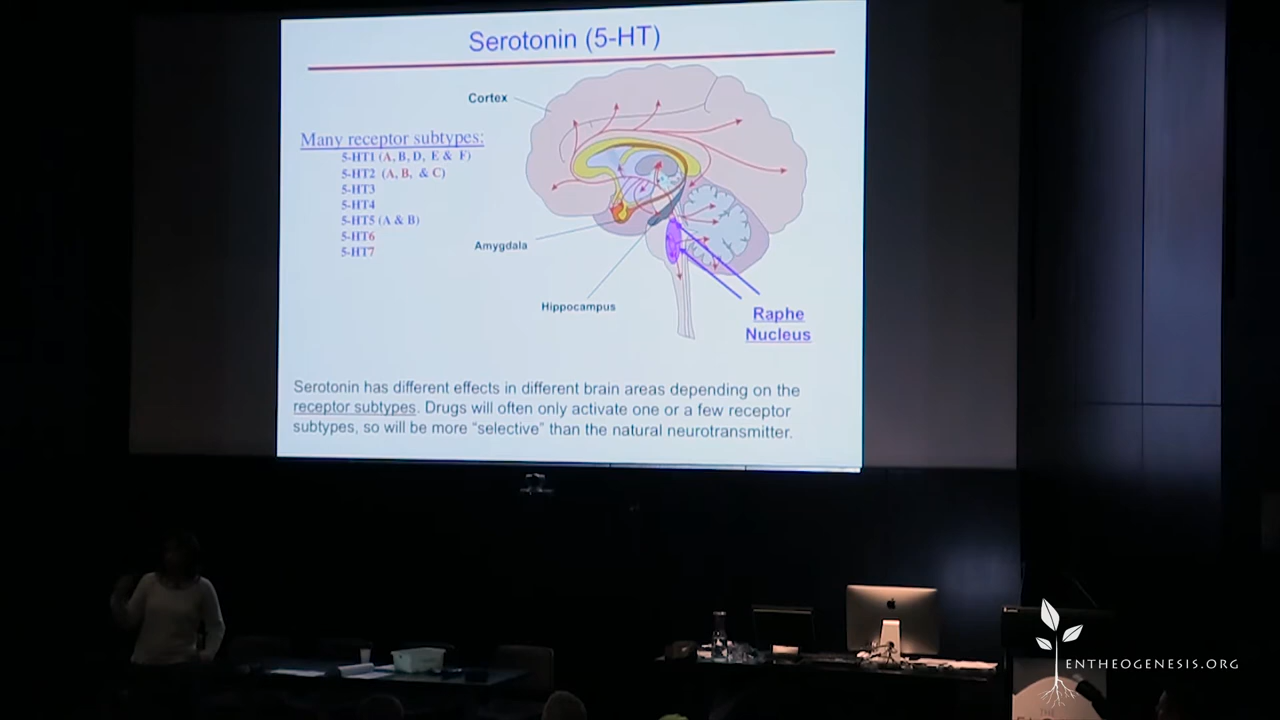 Serotonin (5-HT)
Cortex
Many receptor subtypes:
5-HT1 (A, B, D, E & F)
5-HT2 (A, B, & C)
5-HT3
5-HT4
5-HT5 (A & B)
5-HT6
5-HT7
Amygdala
Hippocampus
Raphe
Nucleus
Serotonin has different effects in different brain areas depending on the
receptor subtypes. Drugs will often only activate one or a few receptor
subtypes, so will be more “selective” than the natural neurotransmitter.
ENTHEOGENESIS.ORG